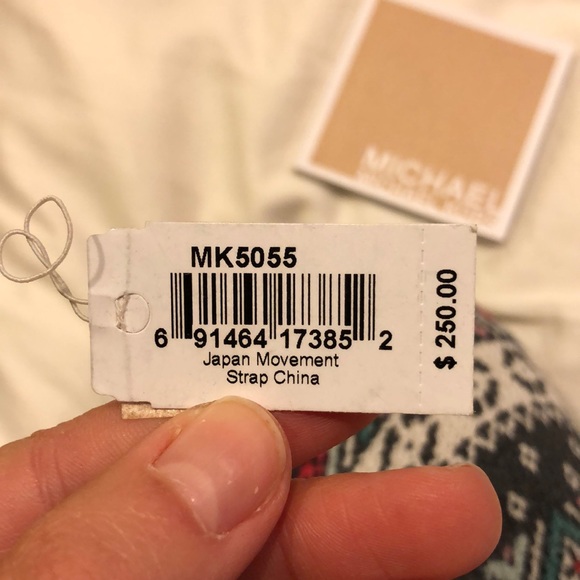 MICHAEL
MK5055
6 91464 17385 2
Japan Movement
Strap China
$ 250.00